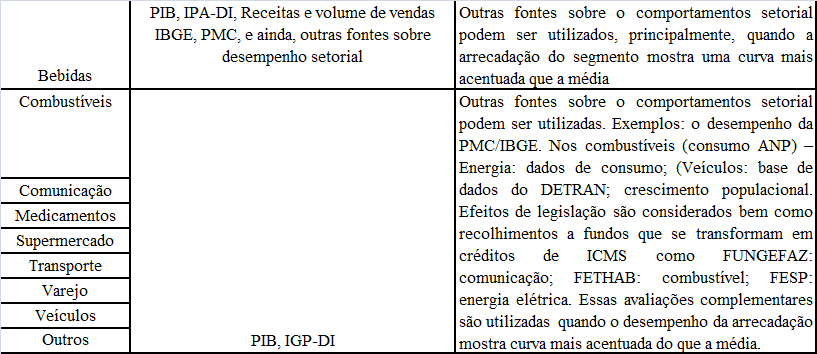 PIB, IPA-DI, Receitas e volume de vendas
IBGE, PMC, e ainda, outras fontes sobre
desempenho setorial
Bebidas
Outras fontes sobre o comportamentos setorial
podem ser utilizados, principalmente, quando a
arrecadação do segmento mostra uma curva mais
acentuada que a média
Combustíveis
Comunicação
Medicamentos
Supermercado
Transporte
Varejo
Veículos
Outros
PIB, IGP-DI
Outras fontes sobre o comportamentos setorial
podem ser utilizadas. Exemplos: o desempenho da
PMC/IBGE. Nos combustíveis (consumo ANP) –
Energia: dados de consumo; (Veículos: base de
dados do DETRAN; crescimento populacional.
Efeitos de legislação são considerados bem como
recolhimentos a fundos que se transformam em
créditos de ICMS como FUNGEFAZ:
comunicação; FETHAB: combustível; FESP:
energia elétrica. Essas avaliações complementares
são utilizadas quando o desempenho da arrecadação
mostra curva mais acentuada do que a média.